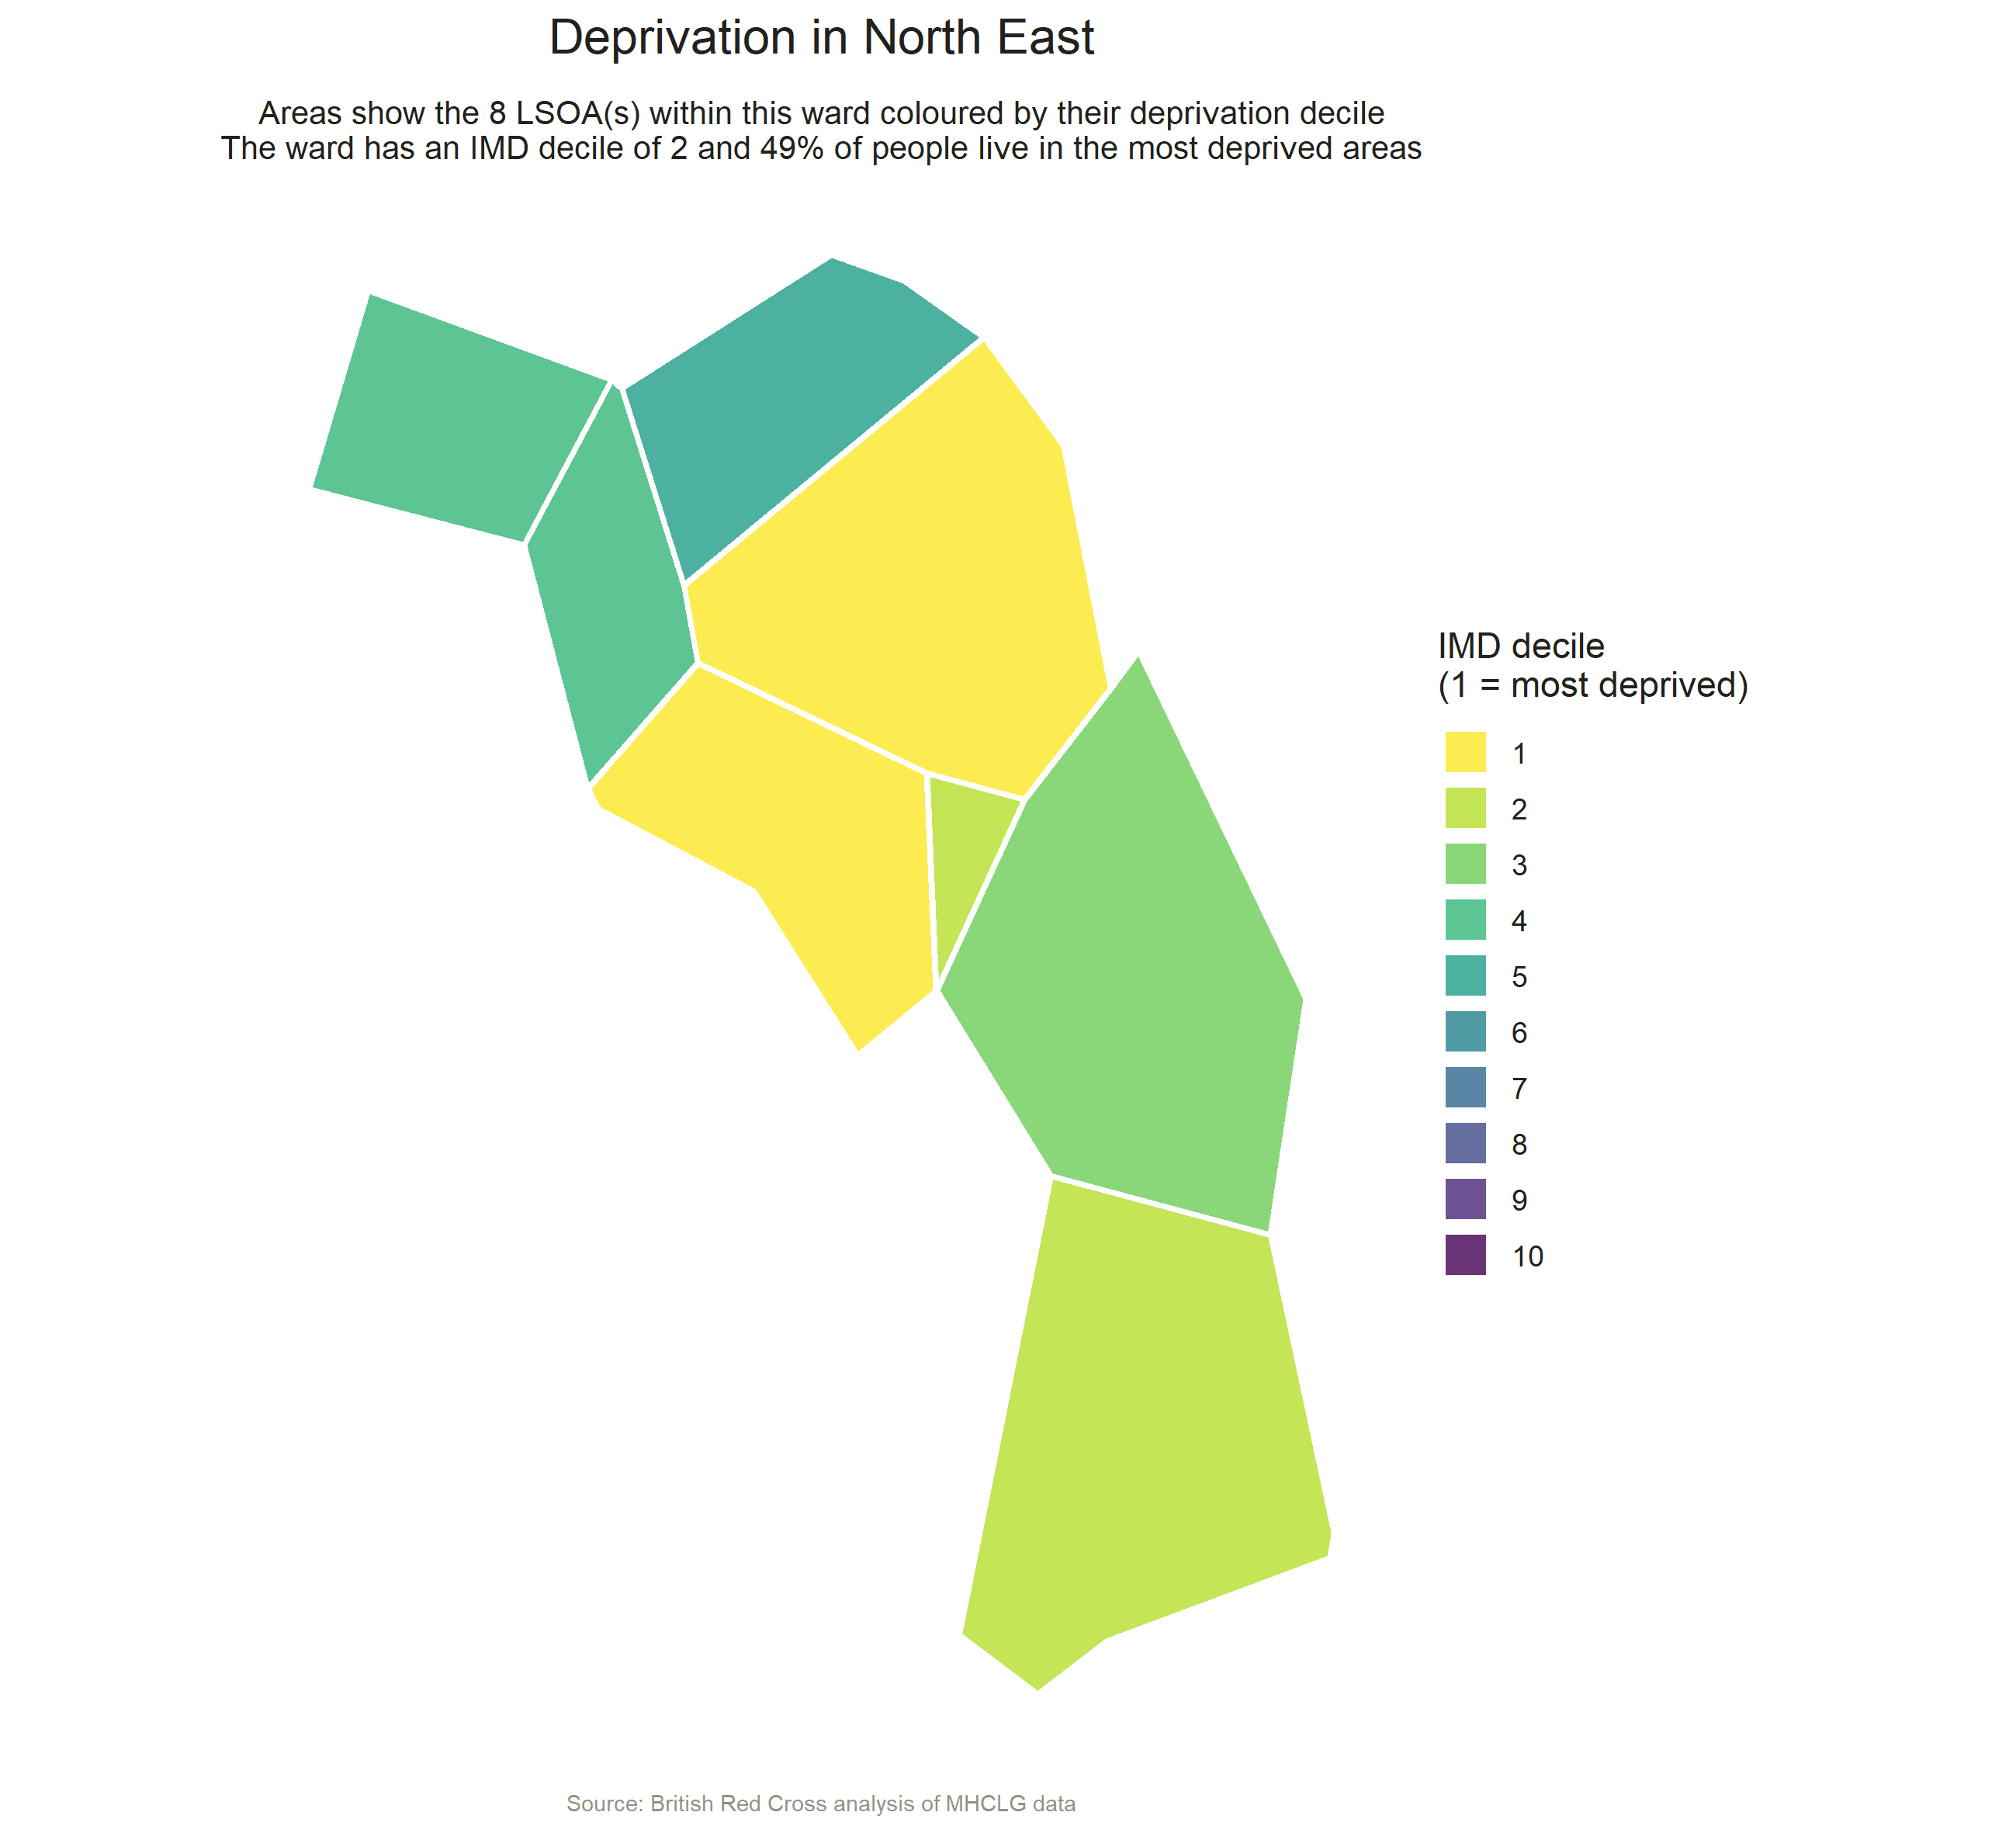 Deprivation in North East
Areas show the 8 LSOA(s) within this ward coloured by their deprivation decile
The ward has an IMD decile of 2 and 49% of people live in the most deprived areas
IMD decile
(1 = most deprived)
1
2
3
4
5
6
7
8
9
10
Source: British Red Cross analysis of MHCLG data